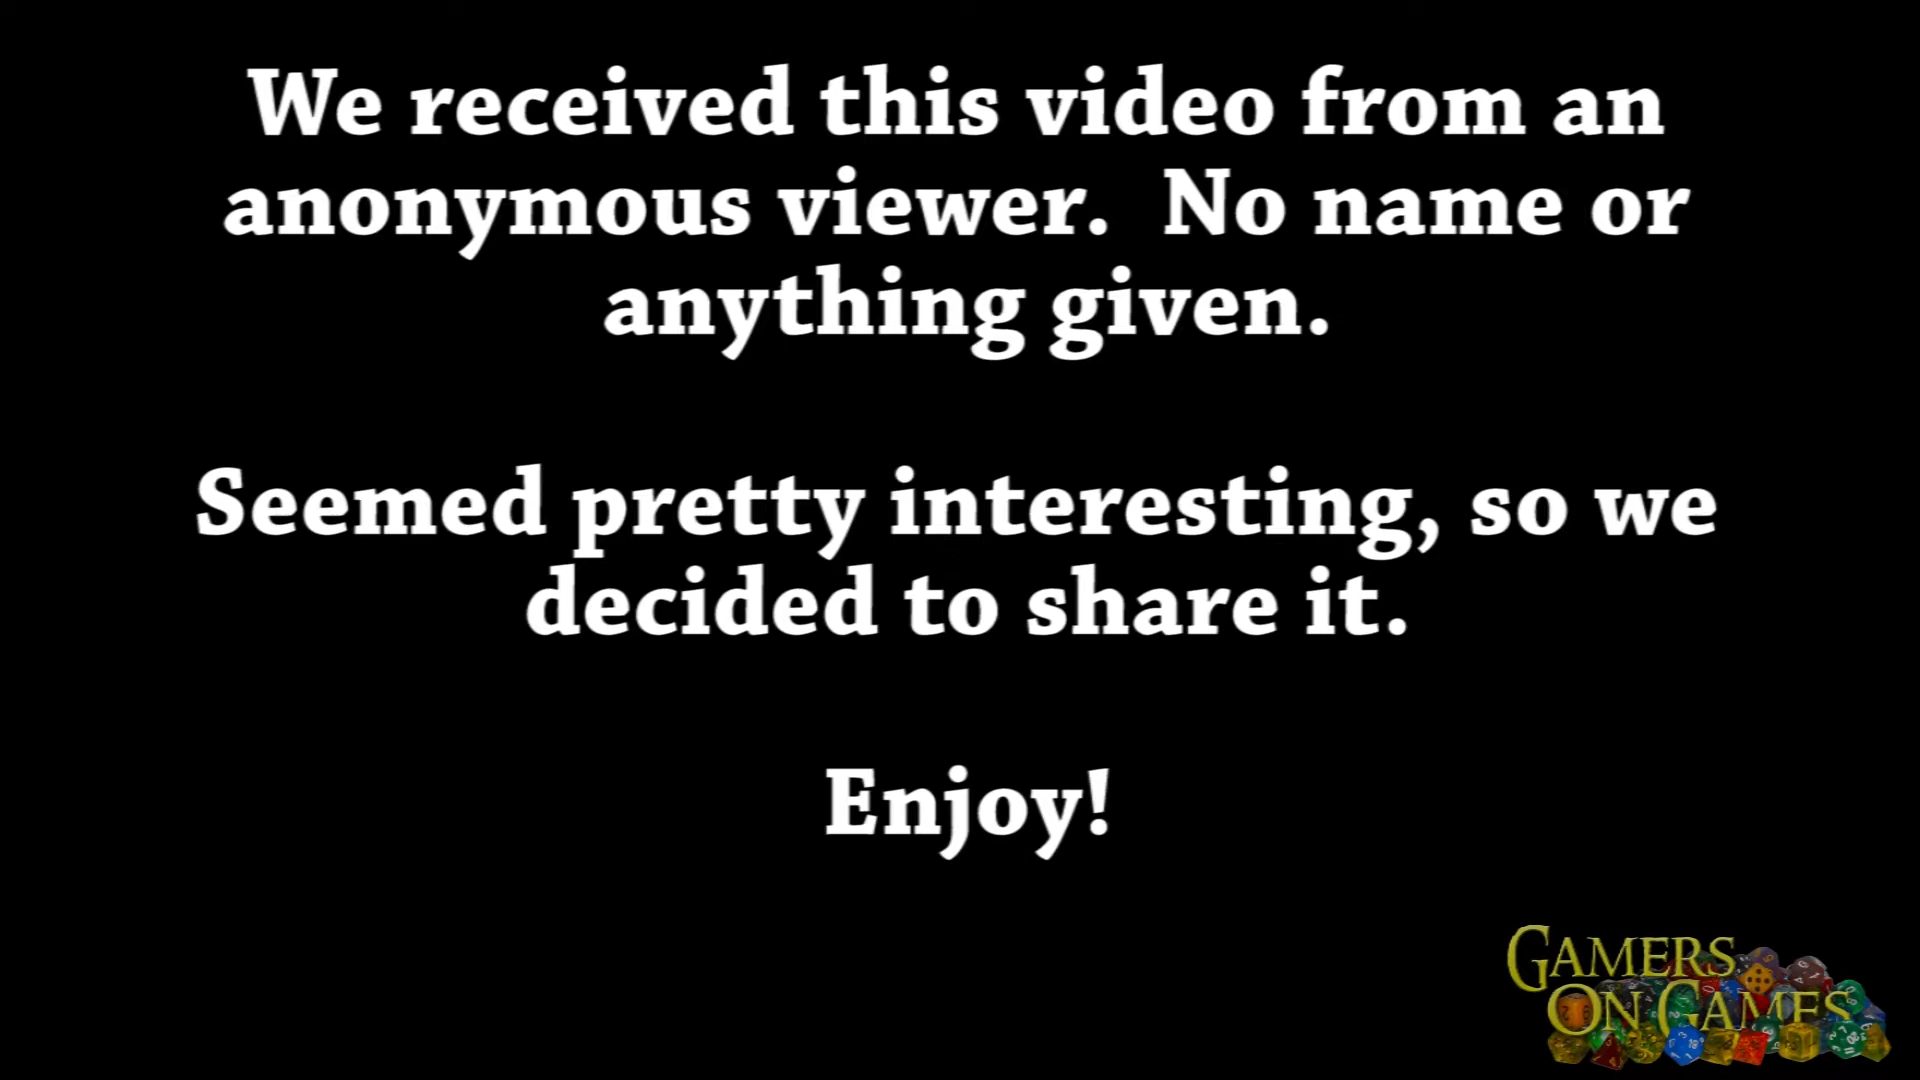 We received this video from an
anonymous viewer.  No name or
anything given.
Seemed pretty interesting, so we
decided to share it.
Enjoy!
GAMERS
ON GAMES